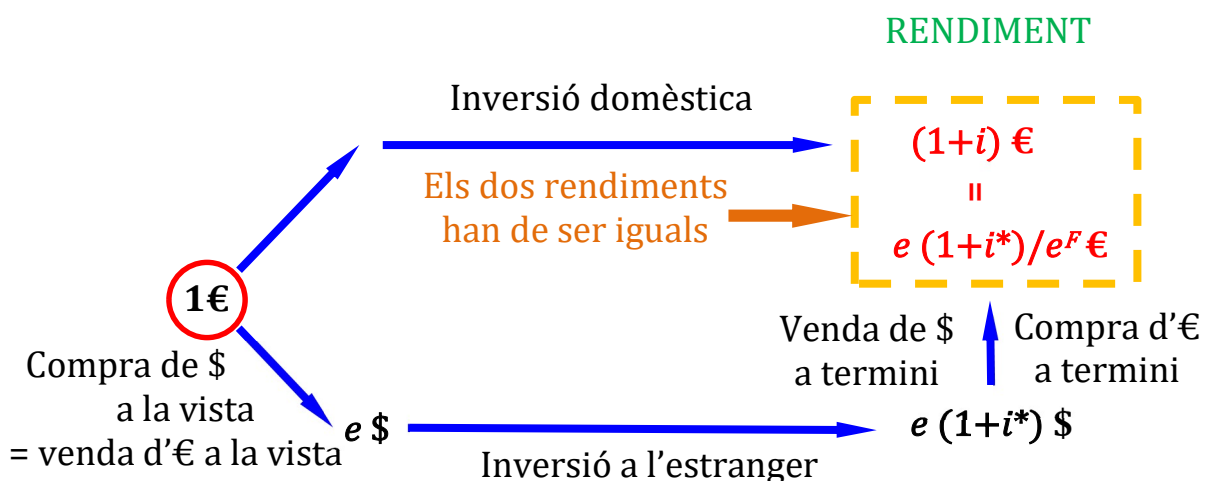 RENDIMENT
Inversió domèstica
(1+i) €
Els dos rendiments
han de ser iguals
=
e (1+i*)/eF €
1€
Compra de $
a la vista
= venda d’€ a la vista
e $
Inversió a l’estranger
e (1+i*) $
Venda de $
a termini
Compra d’€
a termini